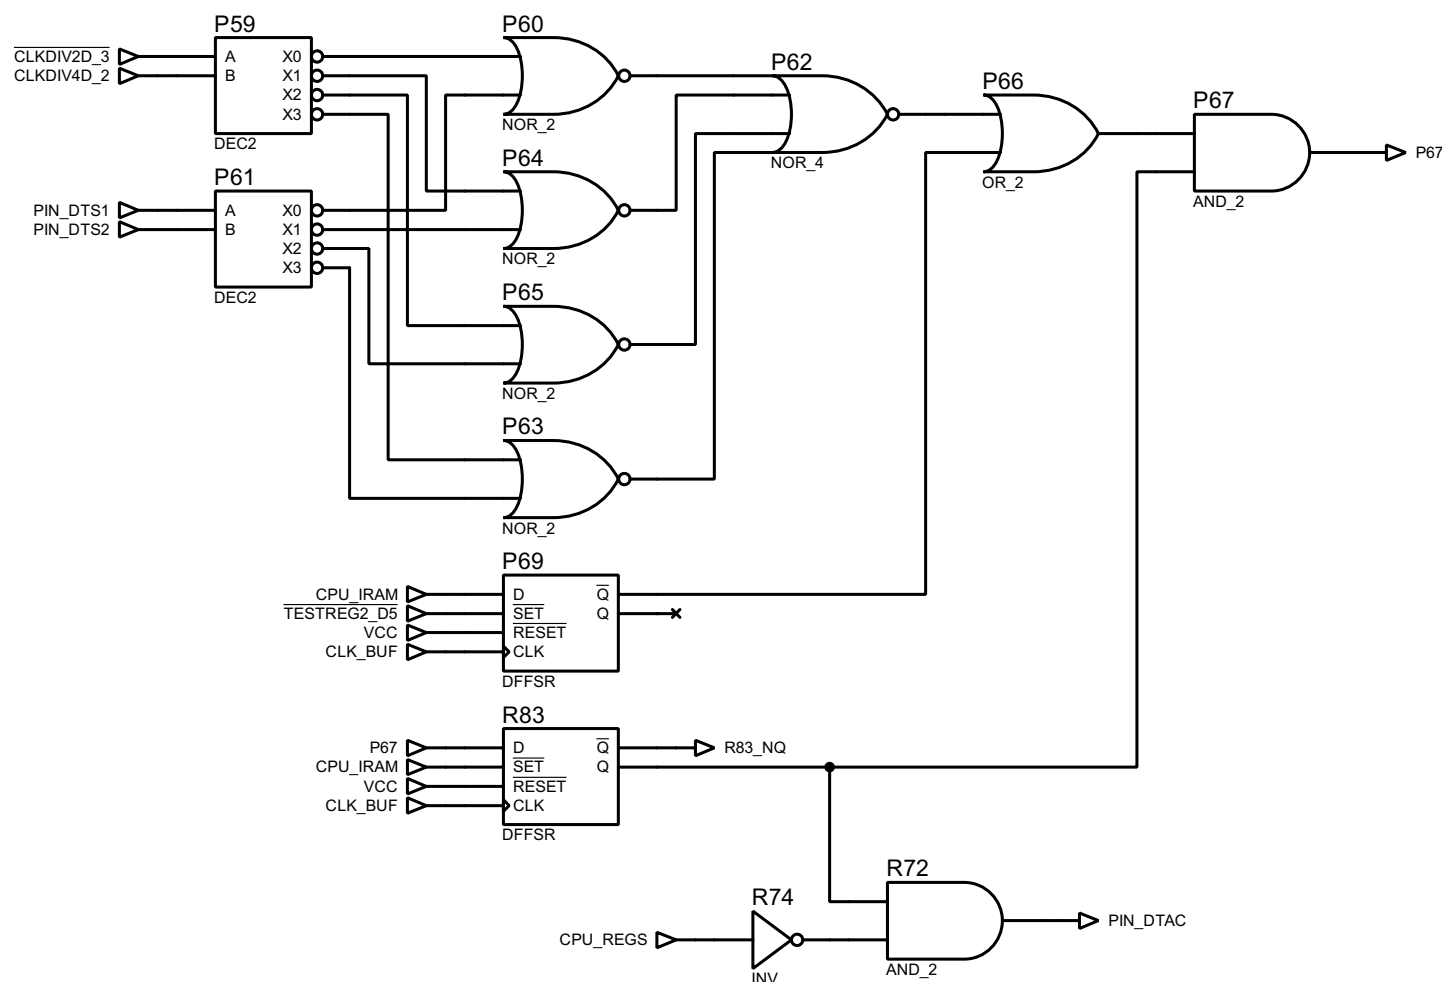 P59
CLKDIV2D_3
CLKDIV4D_2
A
B
X0
X1
X2
X3
DEC2
P61
PIN_DTS1
PIN_DTS2
A
B
X0
X1
X2
X3
DEC2
P60
NOR_2
P64
NOR_2
P65
NOR_2
P63
NOR_2
P62
NOR_4
P66
OR_2
P67
AND_2
P67
P69
CPU_IRAM
TESTREG2_D5
VCC
CLK_BUF
D
SET
RESET
CLK
Q
Q
DFFSR
R83
P67
CPU_IRAM
VCC
CLK_BUF
D
SET
RESET
CLK
Q
Q
DFFSR
R83_NQ
R72
AND_2
PIN_DTAC
R74
CPU_REGS
INV